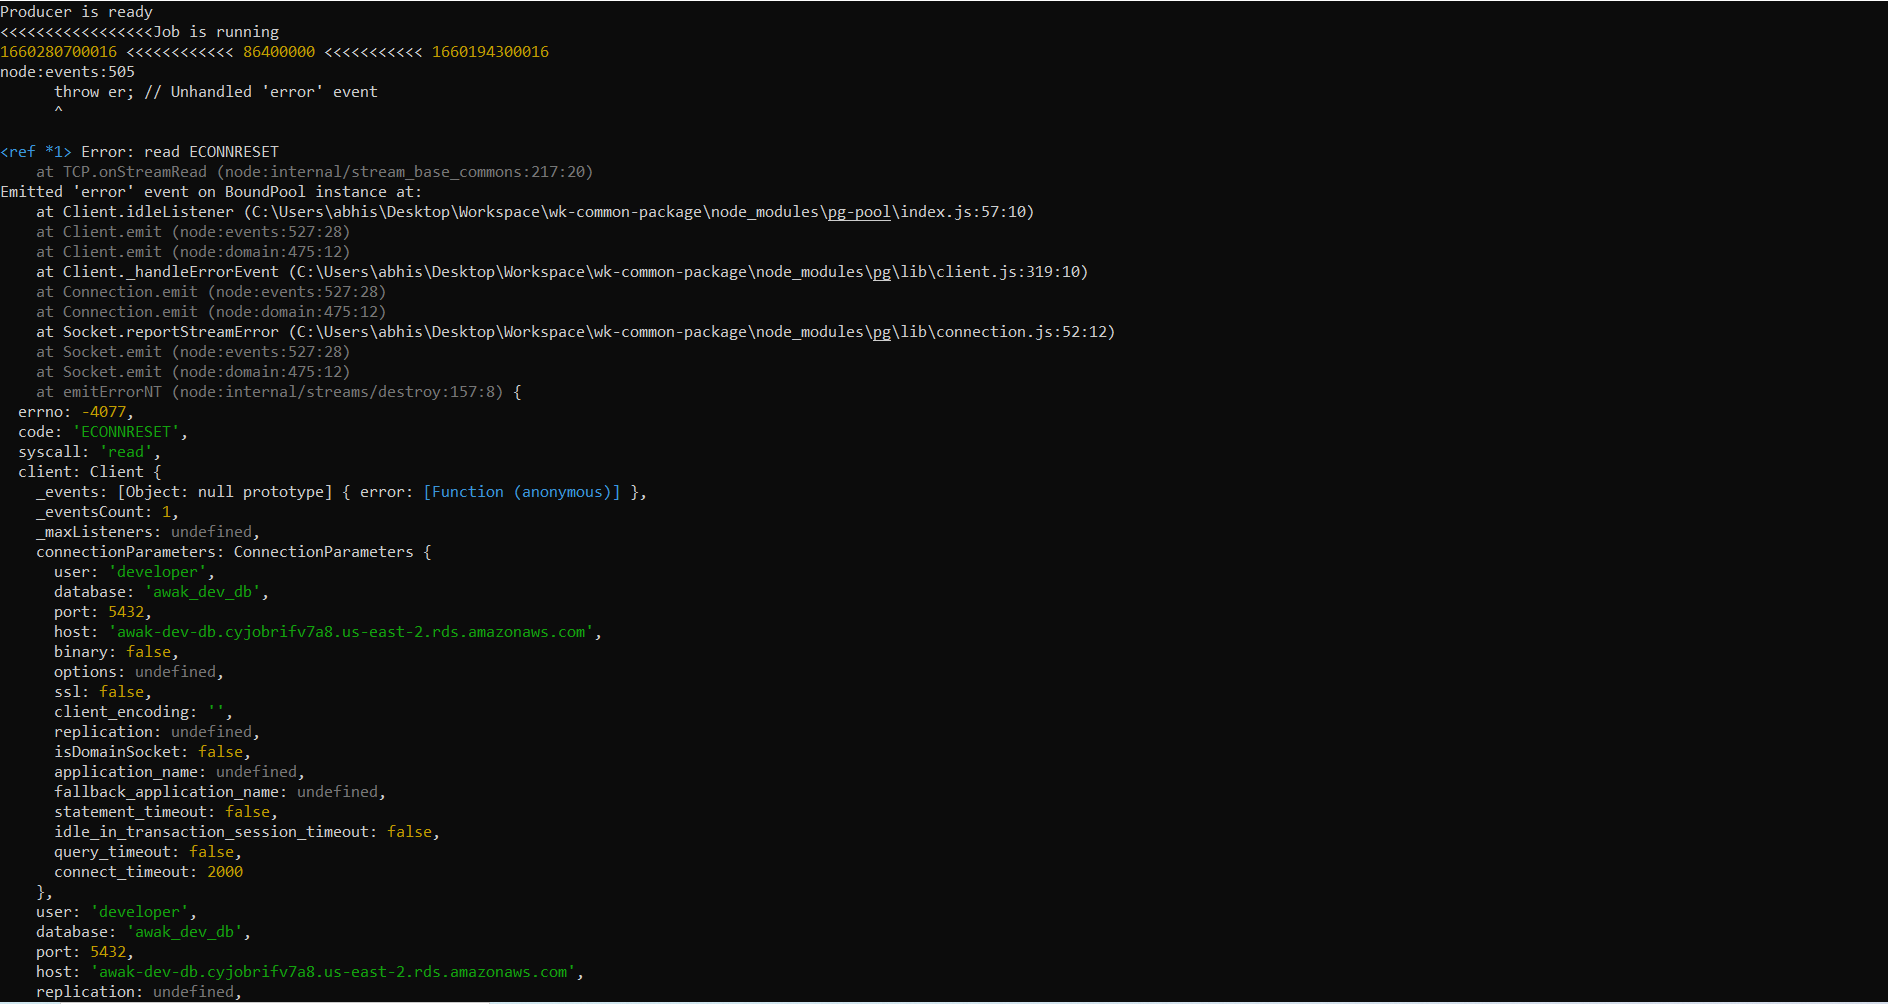 Producer is ready
<<<<<<<<<<<<<<<<<Job is running
1660280700016 <<<<<<<<<<<< 86400000 <<<<<<<<<<< 1660194300016
node:events:505
      throw er; // Unhandled 'error' event
      ^

<ref *1> Error: read ECONNRESET
    at TCP.onStreamRead (node:internal/stream_base_commons:217:20)
Emitted 'error' event on BoundPool instance at:
    at Client.idleListener (C:\Users\abhis\Desktop\Workspace\wk-common-package\node_modules\pg-pool\index.js:57:10)
    at Client.emit (node:events:527:28)
    at Client.emit (node:domain:475:12)
    at Client._handleErrorEvent (C:\Users\abhis\Desktop\Workspace\wk-common-package\node_modules\pg\lib\client.js:319:10)
    at Connection.emit (node:events:527:28)
    at Connection.emit (node:domain:475:12)
    at Socket.reportStreamError (C:\Users\abhis\Desktop\Workspace\wk-common-package\node_modules\pg\lib\connection.js:52:12)
    at Socket.emit (node:events:527:28)
    at Socket.emit (node:domain:475:12)
    at emitErrorNT (node:internal/streams/destroy:157:8) {
  errno: -4077,
  code: 'ECONNRESET',
  syscall: 'read',
  client: Client {
    _events: [Object: null prototype] { error: [Function (anonymous)] },
    _eventsCount: 1,
    _maxListeners: undefined,
    connectionParameters: ConnectionParameters {
      user: 'developer',
      database: 'awak_dev_db',
      port: 5432,
      host: 'awak-dev-db.cyjobrifv7a8.us-east-2.rds.amazonaws.com',
      binary: false,
      options: undefined,
      ssl: false,
      client_encoding: '',
      replication: undefined,
      isDomainSocket: false,
      application_name: undefined,
      fallback_application_name: undefined,
      statement_timeout: false,
      idle_in_transaction_session_timeout: false,
      query_timeout: false,
      connect_timeout: 2000
    },
    user: 'developer',
    database: 'awak_dev_db',
    port: 5432,
    host: 'awak-dev-db.cyjobrifv7a8.us-east-2.rds.amazonaws.com',
    replication: undefined,